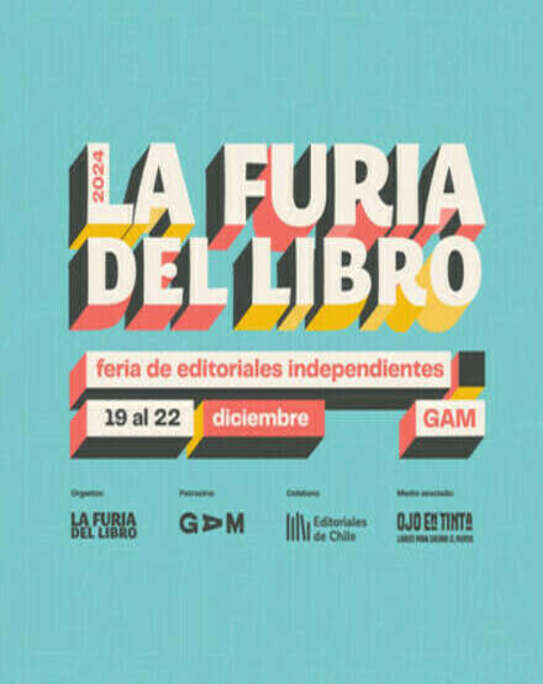 2024
LA FURIA
DEL LIBRO
feria de editoriales independientes
19 al 22 diciembre GAM
Organiza: Patrocina: Colabora: Medio asociado:
LA FURIA
DEL LIBRO
GAM
Editoriales
de Chile
OJO EN TINTA